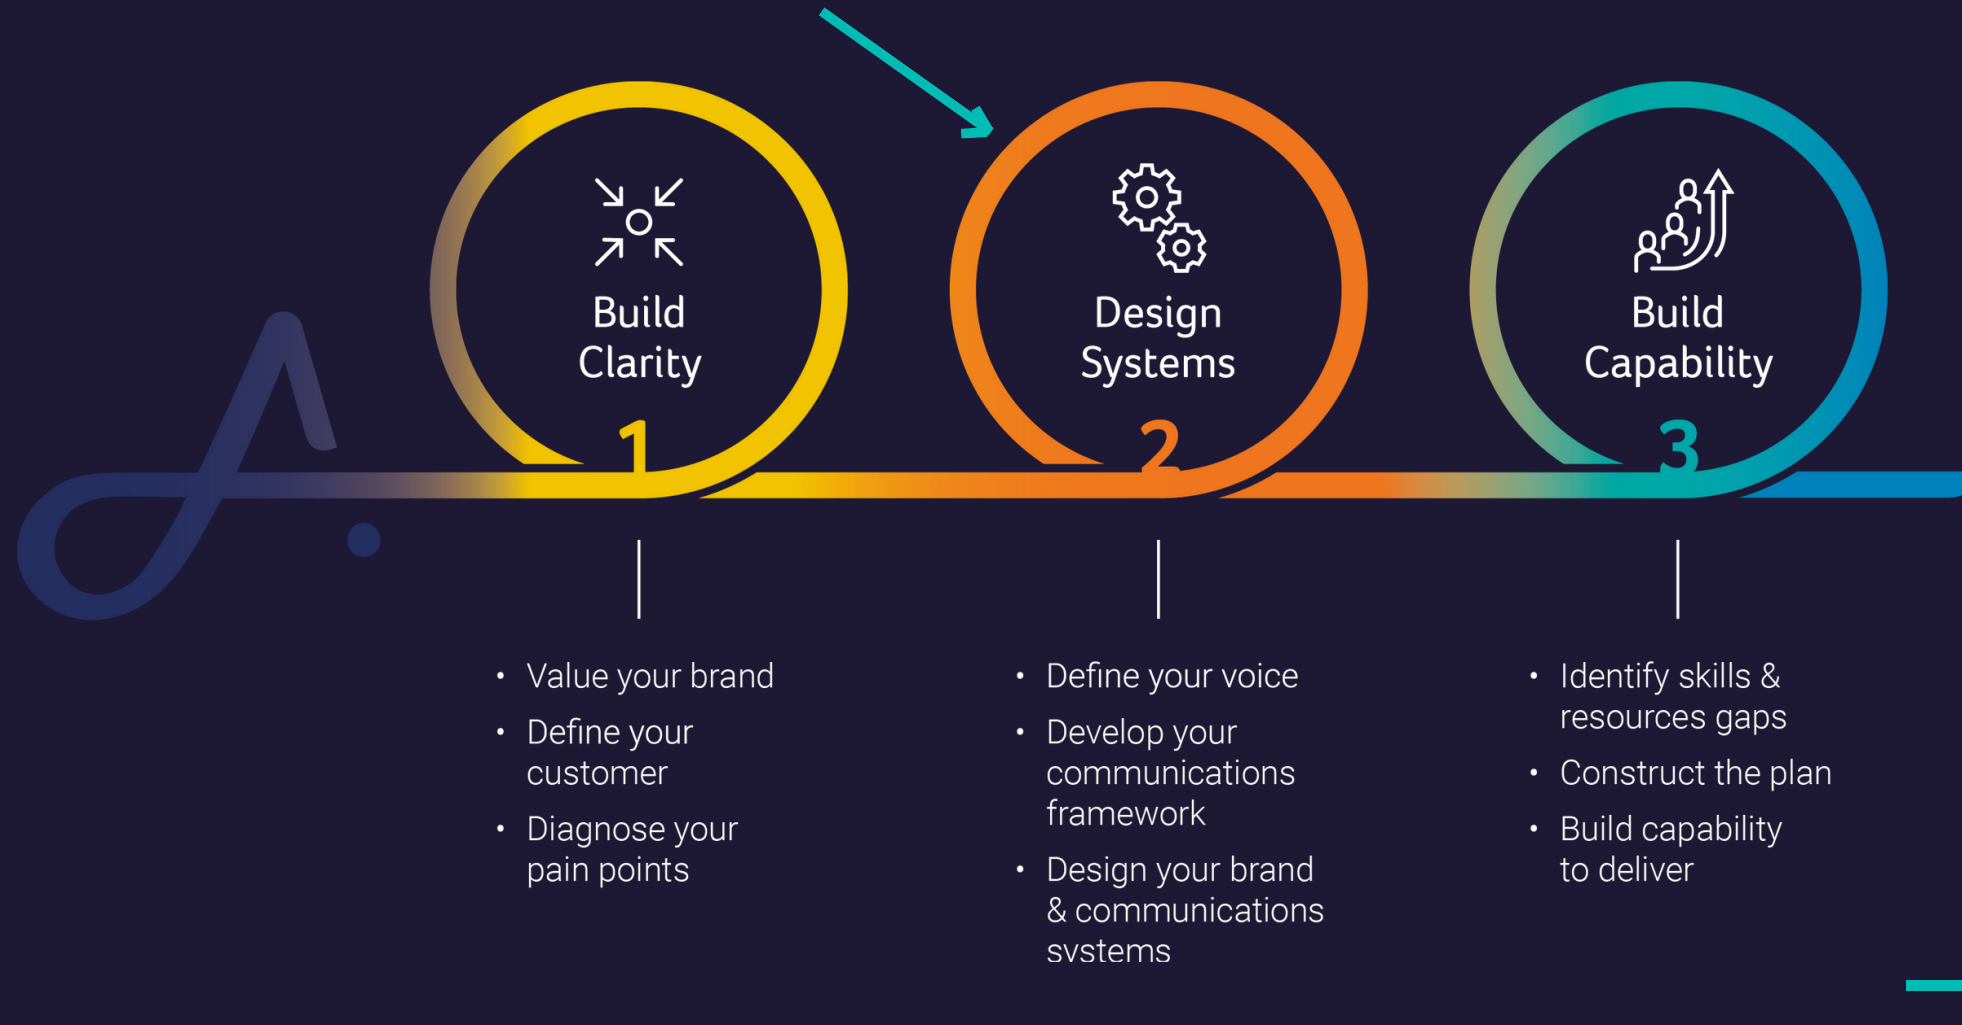 Build
Clarity
1
Design
Systems
2
Build
Capability
3
• Value your brand
• Define your
customer
• Diagnose your
pain points
• Define your voice
• Develop your
communications
framework
• Design your brand
& communications
systems
• Identify skills &
resources gaps
• Construct the plan
• Build capability
to deliver